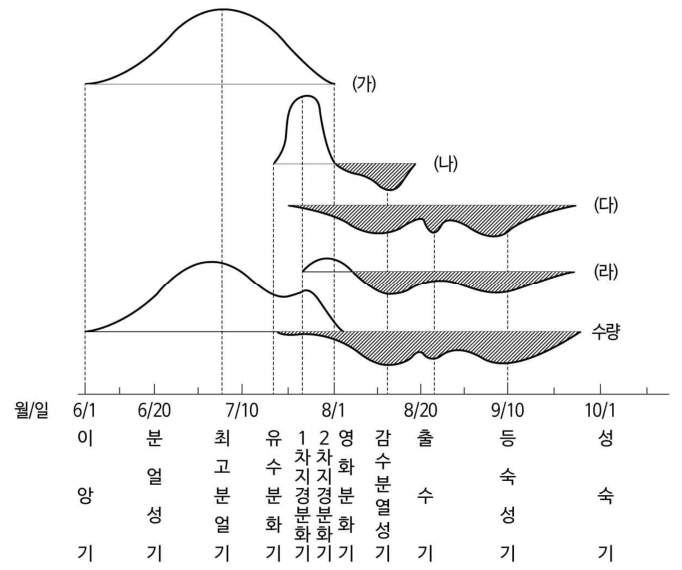 (가)
(나)
(다)
(라)
수량
월/일 6/1 6/20 7/10 8/1 8/20 9/10 10/1
이앙기
분얼성기
최고분얼기
유수분화기
1차지경분화기
2차지경분화기
영화분화기
감수분열성기
출수기
등숙성기
성숙기